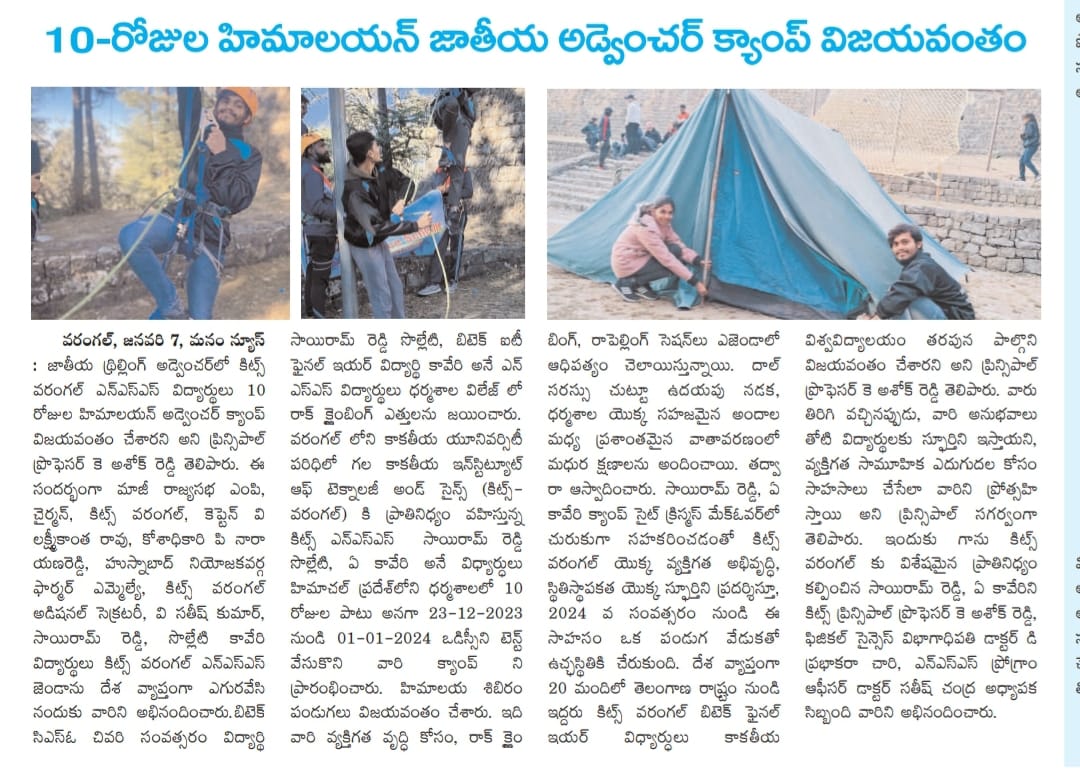 10-రోజుల హిమాలయన్ జాతీయ అడ్వెంచర్ క్యాంప్ విజయవంతం
వరంగల్, జనవరి 7, మనం న్యూస్
: జాతీయ థ్రిల్లింగ్ అడ్వెంచర్‌లో కిట్స్
వరంగల్ ఎన్ఎస్ఎస్ విద్యార్థులు 10
రోజుల హిమాలయన్ అడ్వెంచర్ క్యాంప్
విజయవంతం చేశారని అని ప్రిన్సిపాల్
ప్రొఫెసర్ కె అశోక్ రెడ్డి తెలిపారు. ఈ
సందర్భంగా మాజీ రాజ్యసభ ఎంపి,
చైర్మన్, కిట్స్ వరంగల్, కెప్టెన్ వి
లక్ష్మీకాంత రావు, కోశాధికారి పి నారా
యణరెడ్డి, హుస్నాబాద్ నియోజకవర్గ
ఫార్మర్ ఎమ్మెల్యే, కిట్స్ వరంగల్
అడిషనల్ సెక్రటరీ, వి సతీష్ కుమార్,
సాయిరామ్ రెడ్డి, సొల్లేటి కావేరి
విద్యార్థులు కిట్స్ వరంగల్ ఎన్ఎస్ఎస్
జెండాను దేశ వ్యాప్తంగా ఎగురవేసి
నందుకు వారిని అభినందించారు.బిటెక్
సిఎస్ఓ చివరి సంవత్సరం విద్యార్థి
సాయిరామ్ రెడ్డి సొల్లేటి, బిటెక్ ఐటీ
ఫైనల్ ఇయర్ విద్యార్థి కావేరి అనే ఎన్
ఎస్ఎస్ విద్యార్థులు ధర్మశాల విలేజ్ లో
రాక్ క్లైంబింగ్ ఎత్తులను జయించారు.
వరంగల్ లోని కాకతీయ యూనివర్సిటీ
పరిధిలో గల కాకతీయ ఇన్‌స్టిట్యూట్
ఆఫ్ టెక్నాలజీ అండ్ సైన్స్ (కిట్స్-
వరంగల్) కి ప్రాతినిధ్యం వహిస్తున్న
కిట్స్ ఎన్ఎస్ఎస్ సాయిరామ్ రెడ్డి
సొల్లేటి, ఏ కావేరి అనే విధ్యార్థులు
హిమాచల్ ప్రదేశ్‌లోని ధర్మశాలలో 10
రోజుల పాటు అనగా 23-12-2023
నుండి 01-01-2024 ఒడిస్సీని టెన్ట్
వేసుకొని వారి క్యాంప్ ని
ప్రారంభించారు. హిమాలయ శిబిరం
పండుగలు విజయవంతం చేశారు. ఇది
వారి వ్యక్తిగత వృద్ధి కోసం, రాక్ క్లైం
బింగ్, రాపెల్లింగ్ సెషన్‌లు ఎజెండాలో
ఆధిపత్యం చెలాయిస్తున్నాయి. దాల్
సరస్సు చుట్టూ ఉదయపు నడక,
ధర్మశాల యొక్క సహజమైన అందాల
మధ్య ప్రశాంతమైన వాతావరణంలో
మధుర క్షణాలను అందించాయి. తద్వా
రా ఆస్వాదించారు. సాయిరామ్ రెడ్డి, ఏ
కావేరి క్యాంప్ సైట్ క్రిస్మస్ మేక్ఓవర్‌లో
చురుకుగా సహకరించడంతో కిట్స్
వరంగల్ యొక్క వ్యక్తిగత అభివృద్ధి,
స్థితిస్థాపకత యొక్క స్ఫూర్తిని ప్రదర్శిస్తూ,
2024 వ సంవత్సరం నుండి ఈ
సాహసం ఒక పండుగ వేడుకతో
ఉచ్ఛస్థితికి చేరుకుంది. దేశ వ్యాప్తంగా
20 మందిలో తెలంగాణ రాష్ట్రం నుండి
ఇద్దరు కిట్స్ వరంగల్ బిటెక్ ఫైనల్
ఇయర్ విధ్యార్ధులు కాకతీయ
విశ్వవిద్యాలయం తరపున పాల్గొని
విజయవంతం చేశారని అని ప్రిన్సిపాల్
ప్రొఫెసర్ కె అశోక్ రెడ్డి తెలిపారు. వారు
తిరిగి వచ్చినప్పుడు, వారి అనుభవాలు
తోటి విద్యార్థులకు స్ఫూర్తిని ఇస్తాయని,
వ్యక్తిగత సామూహిక ఎదుగుదల కోసం
సాహసాలు చేసేలా వారిని ప్రోత్సహి
స్తాయి అని ప్రిన్సిపాల్ సగర్వంగా
తెలిపారు. ఇందుకు గాను కిట్స్
వరంగల్ కు విశేషమైన ప్రాతినిధ్యం
కల్పించిన సాయిరామ్ రెడ్డి, ఏ కావేరిని
కిట్స్ ప్రిన్సిపాల్ ప్రొఫెసర్ కె అశోక్ రెడ్డి,
ఫిజికల్ సైన్సెస్ విభాగాధిపతి డాక్టర్ డి
ప్రభాకరా చారి, ఎన్ఎస్ఎస్ ప్రోగ్రాం
ఆఫీసర్ డాక్టర్ సతీష్ చంద్ర అధ్యాపక
సిబ్బంది వారిని అభినందించారు.